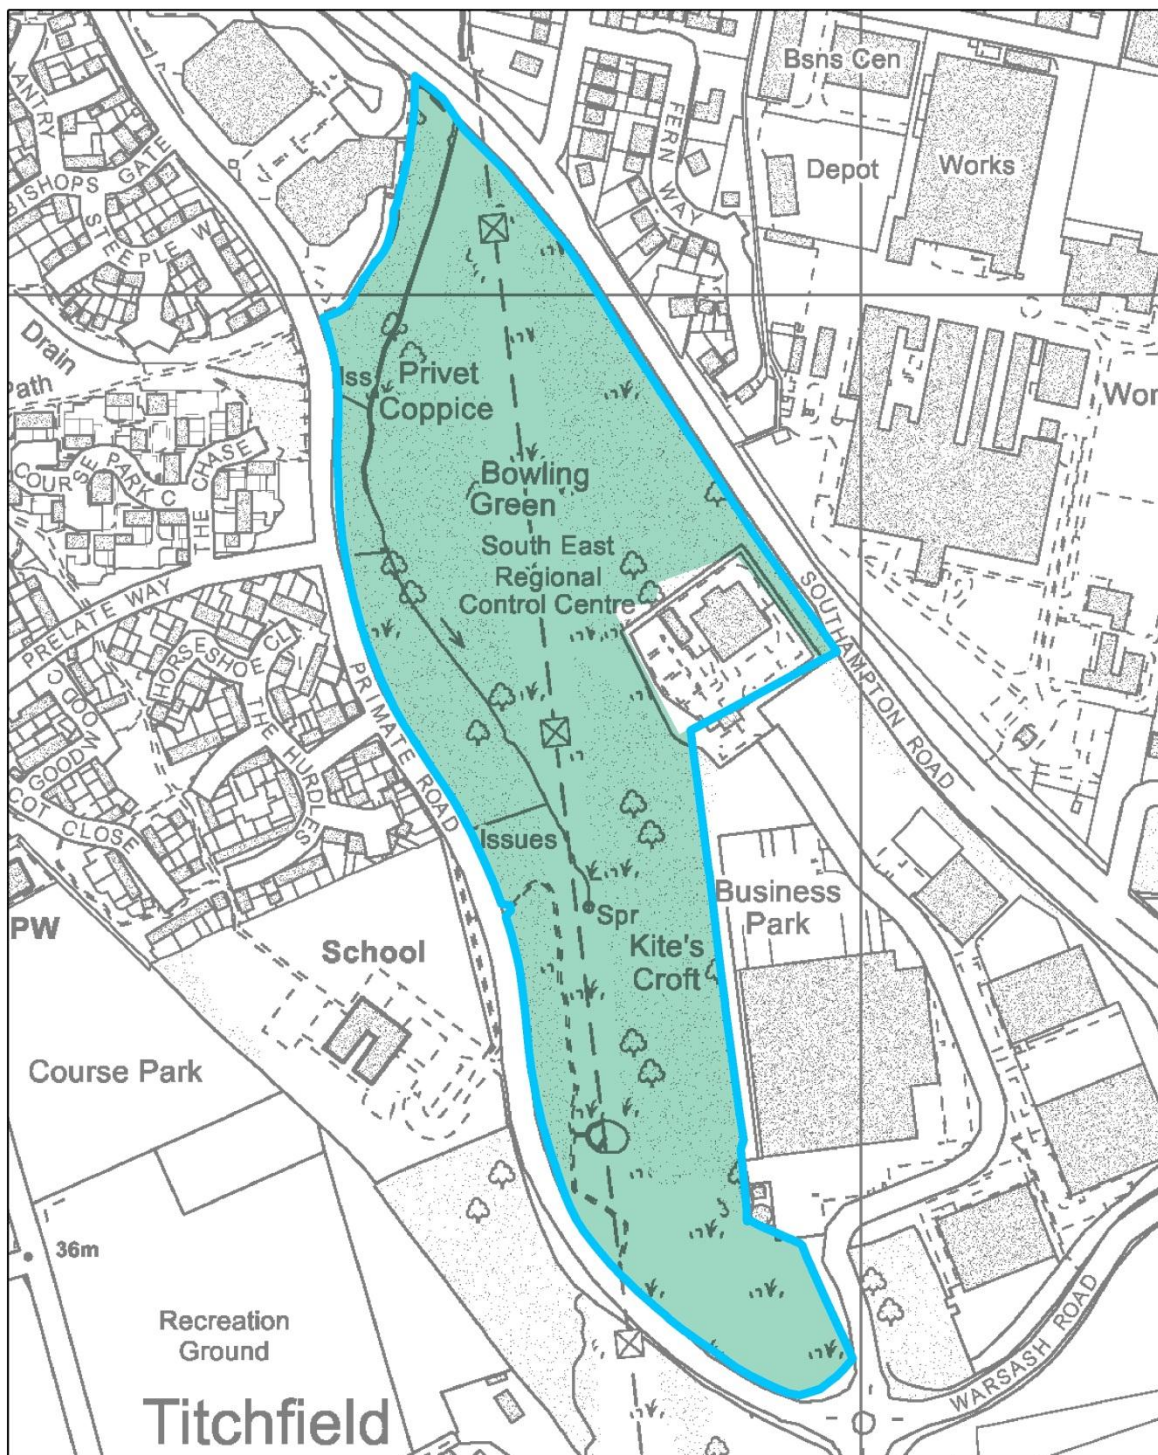 Bsns Cen
Depot
Works
FERN WAY
ANTRY
BISHOPS GATE
STEEPLE W
Drain
Path
Iss
Privet
Coppice
Wor
COURSE PARK C
THE CHASE
Bowling
Green
South East
Regional
Control Centre
PRELATE WAY
HORSESHOE CL
GOODWOOD C
THE HURDLES
COT CLOSE
PRIMATE ROAD
SOUTHAMPTON ROAD
Issues
Business
Park
PW
Spr
School
Kite's
Croft
Course Park
36m
Recreation
Ground
WARSASH ROAD
Titchfield